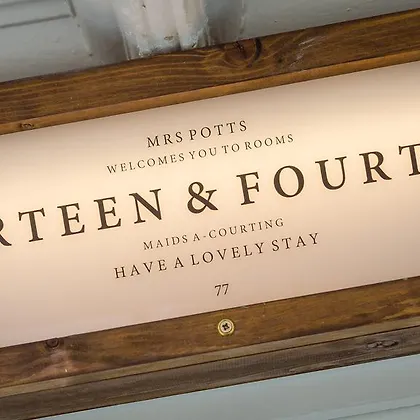 MRS POTTS
WELCOMES YOU TO ROOMS
RTEEN & FOURT
MAIDS A-COURTING
HAVE A LOVELY STAY
77